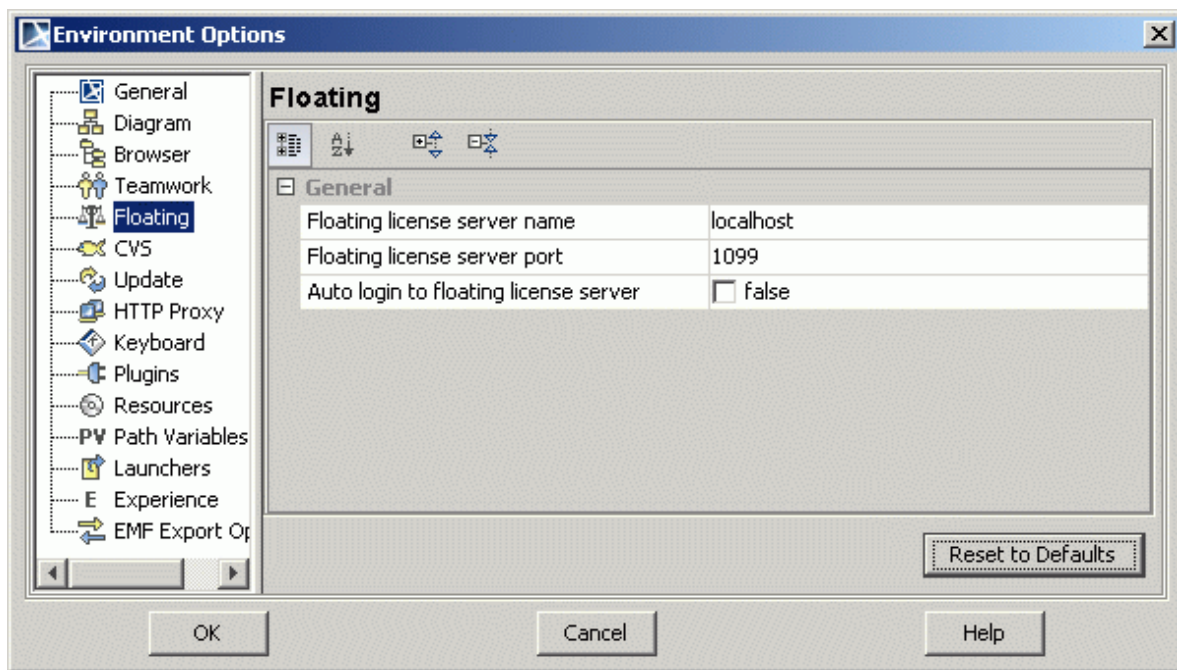 Environment Options
General
Diagram
Browser
Teamwork
Floating
CVS
Update
HTTP Proxy
Keyboard
Plugins
Resources
PV Path Variables
Launchers
E Experience
EMF Export Op
Floating
General
Floating license server name localhost
Floating license server port 1099
Auto login to floating license server false
Reset to Defaults
OK Cancel Help